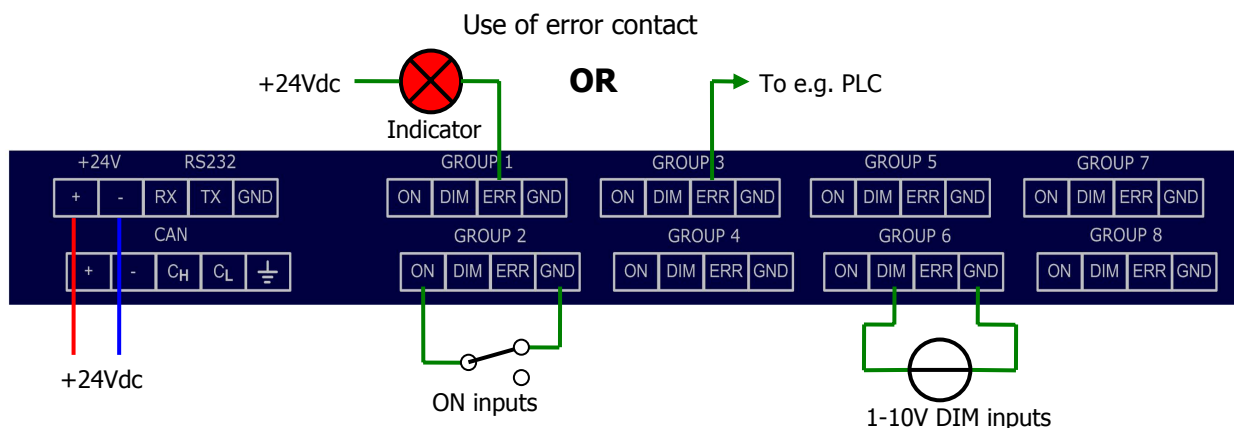 Use of error contact
+24Vdc OR To e.g. PLC
Indicator
+24V RS232 GROUP 1 GROUP 3 GROUP 5 GROUP 7
+ - RX TX GND ON DIM ERR GND ON DIM ERR GND ON DIM ERR GND ON DIM ERR GND
CAN GROUP 2 GROUP 4 GROUP 6 GROUP 8
+ - CH CL ON DIM ERR GND ON DIM ERR GND ON DIM ERR GND ON DIM ERR GND
+24Vdc
ON inputs
1-10V DIM inputs